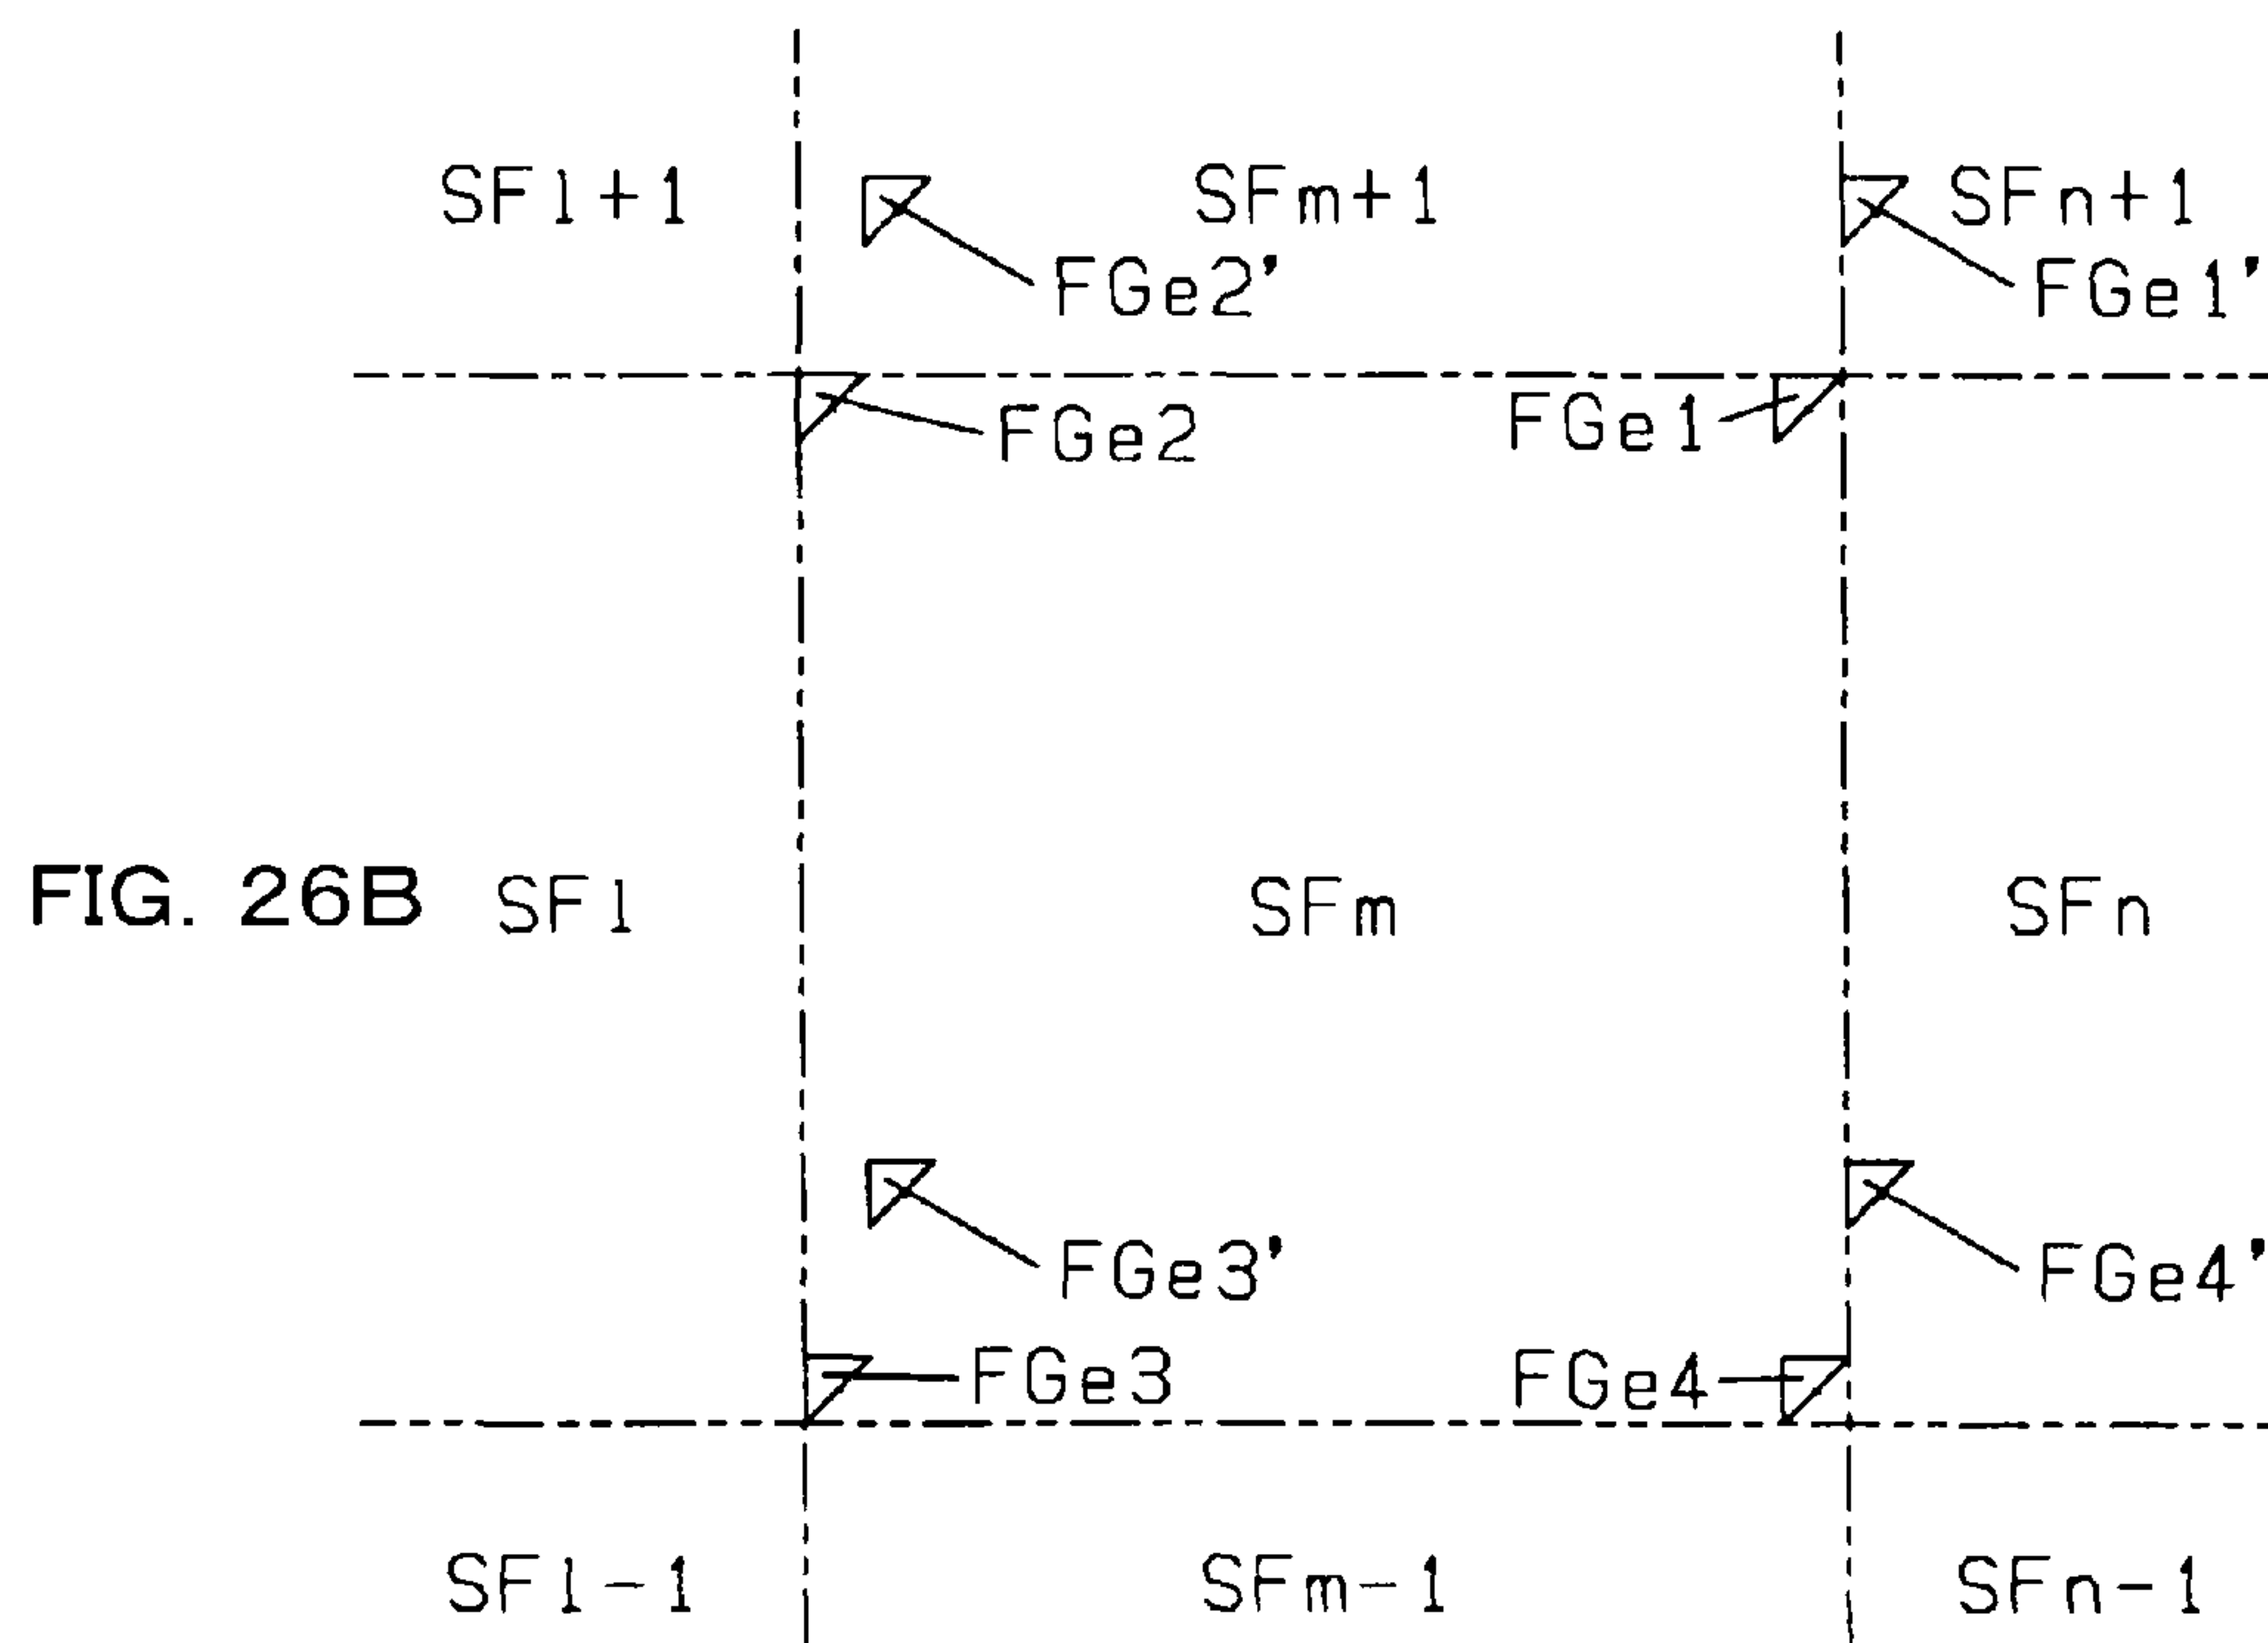 SFl+1
SFm+1
SFn+1
FGe2'
FGe1'
FGe2
FGe1
FIG. 26B
SFl
SFm
SFn
FGe3'
FGe4'
FGe3
FGe4
SFl-1
SFm-1
SFn-1